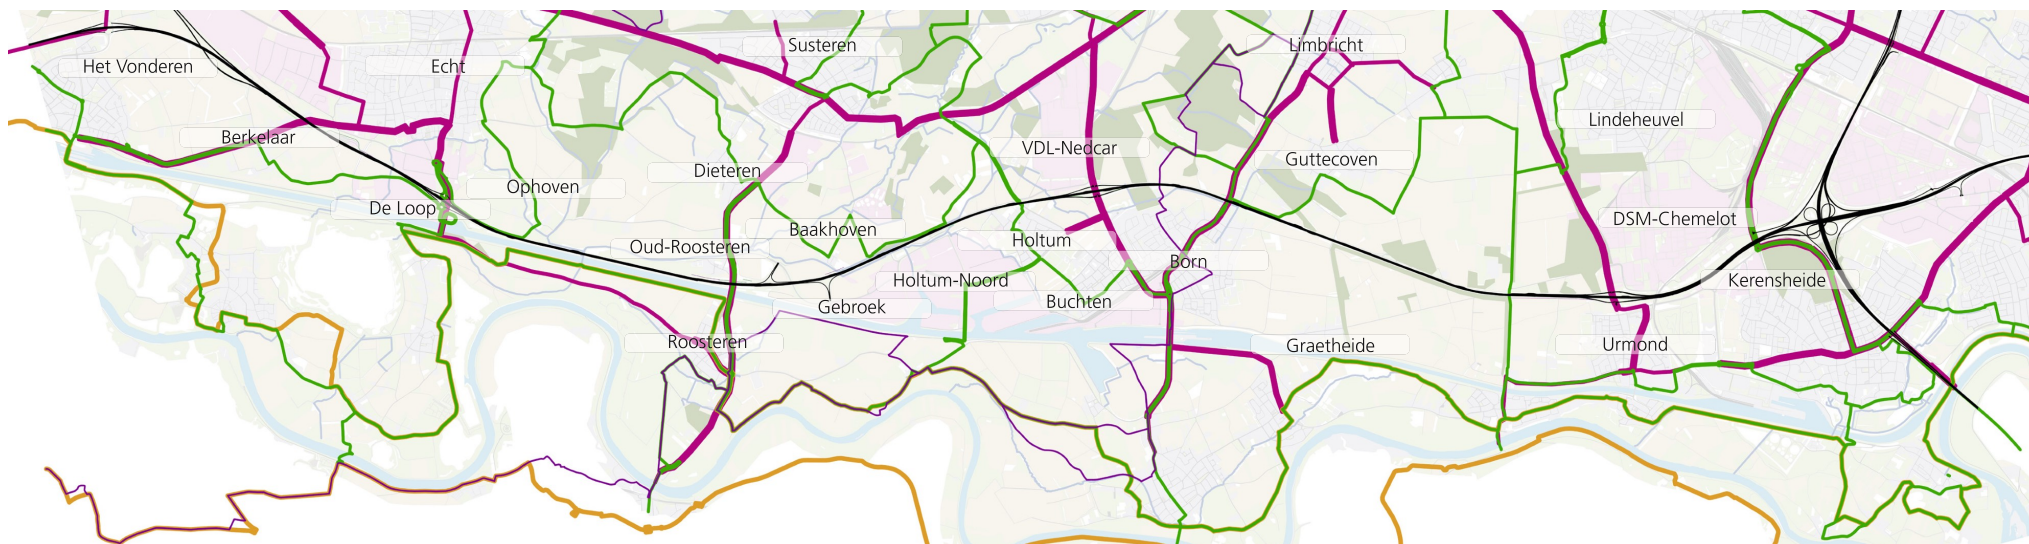 Susteren
Limbricht
Het Vonderen
Echt
Lindeheuvel
Berkelaar
VDL-Nedcar
Guttecoven
Dieteren
Ophoven
De Loop
DSM-Chemelot
Baakhoven
Holtum
Oud-Roosteren
Born
Holtum-Noord
Kerensheide
Buchten
Gebroek
Roosteren
Graetheide
Urmond